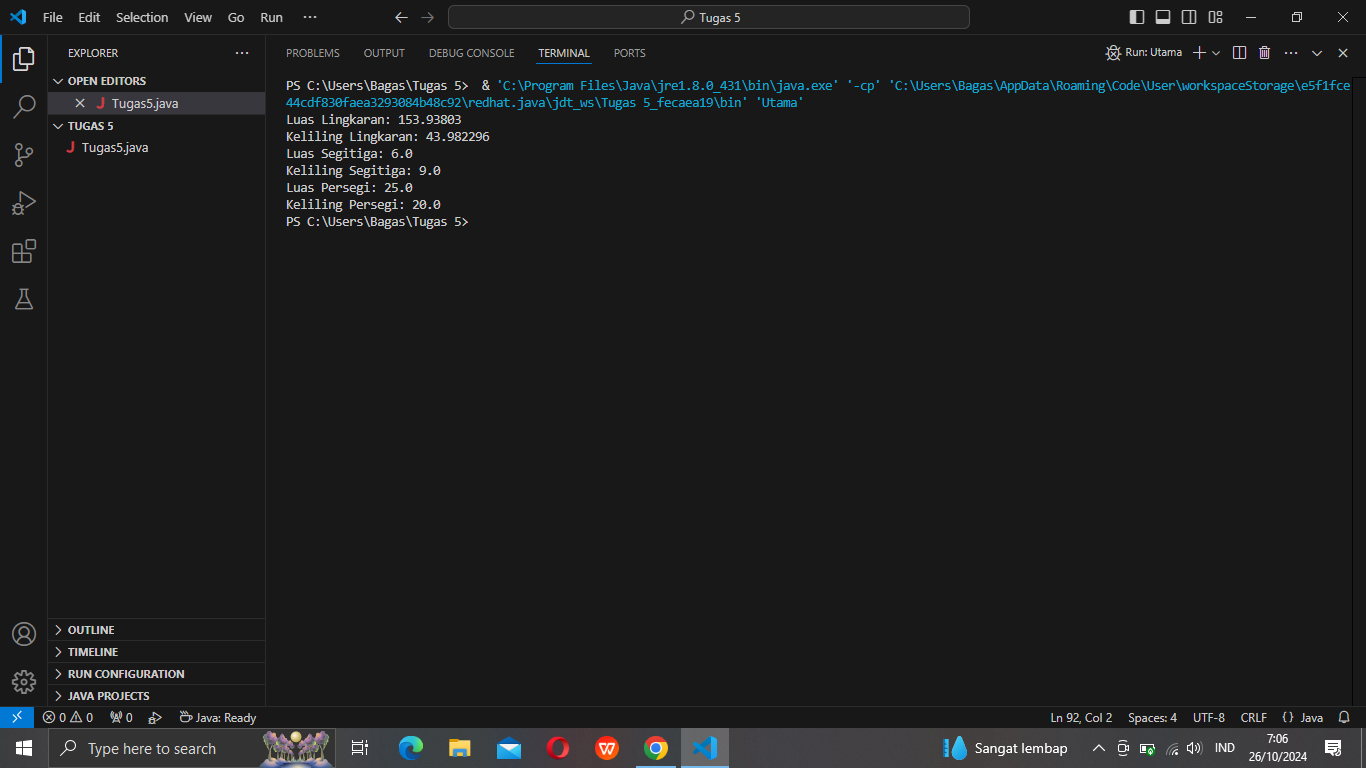 File Edit Selection View Go Run ···
Tugas 5
EXPLORER
OPEN EDITORS
Tugas5.java
TUGAS 5
Tugas5.java
OUTLINE
TIMELINE
RUN CONFIGURATION
JAVA PROJECTS
PROBLEMS OUTPUT DEBUG CONSOLE TERMINAL PORTS
Run: Utama
PS C:\Users\Bagas\Tugas 5>  & 'C:\Program Files\Java\jre1.8.0_431\bin\java.exe' '-cp' 'C:\Users\Bagas\AppData\Roaming\Code\User\workspaceStorage\e5f1fce
44cdf830faea3293084b48c92\redhat.java\jdt_ws\Tugas 5_fecaea19\bin' 'Utama'
Luas Lingkaran: 153.93803
Keliling Lingkaran: 43.982296
Luas Segitiga: 6.0
Keliling Segitiga: 9.0
Luas Persegi: 25.0
Keliling Persegi: 20.0
PS C:\Users\Bagas\Tugas 5>
0 0 0 Java: Ready
Ln 92, Col 2 Spaces: 4 UTF-8 CRLF {} Java
Type here to search
Sangat lembap
IND
7:06
26/10/2024